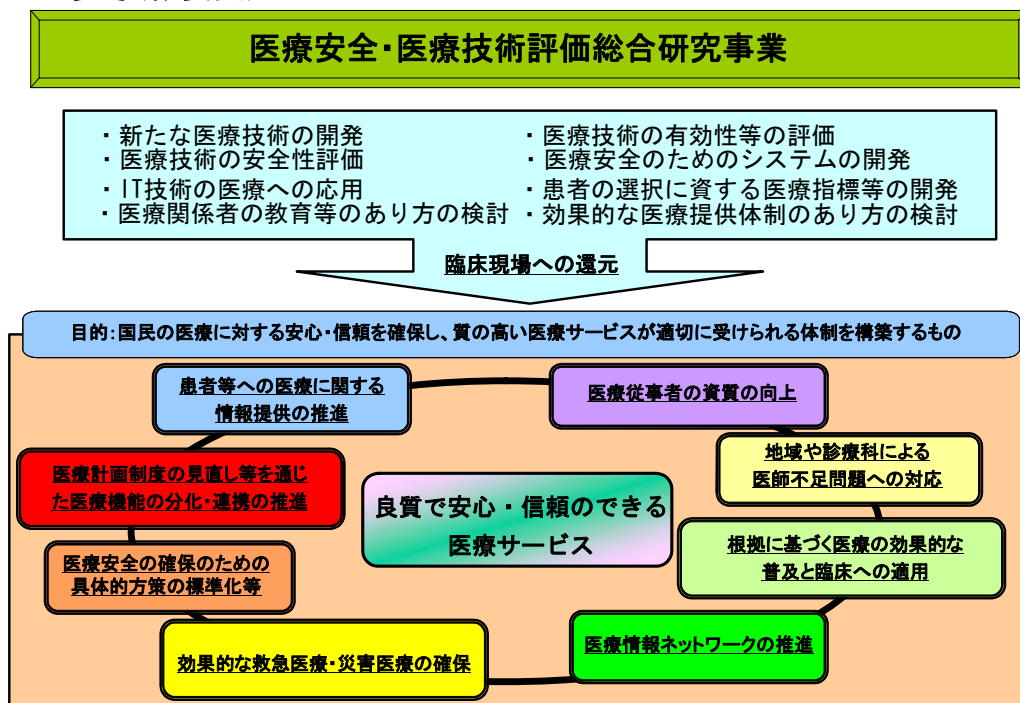 医療安全・医療技術評価総合研究事業
・新たな医療技術の開発
・医療技術の安全性評価
・IT技術の医療への応用
・医療関係者の教育等のあり方の検討
・医療技術の有効性等の評価
・医療安全のためのシステムの開発
・患者の選択に資する医療指標等の開発
・効果的な医療提供体制のあり方の検討
臨床現場への還元
目的：国民の医療に対する安心・信頼を確保し、質の高い医療サービスが適切に受けられる体制を構築するもの
患者等への医療に関する
情報提供の推進
医療従事者の資質の向上
医療計画制度の見直し等を通じ
た医療機能の分化・連携の推進
地域や診療科による
医師不足問題への対応
良質で安心・信頼のできる
医療サービス
医療安全の確保のための
具体的方策の標準化等
根拠に基づく医療の効果的な
普及と臨床への適用
効果的な救急医療・災害医療の確保
医療情報ネットワークの推進